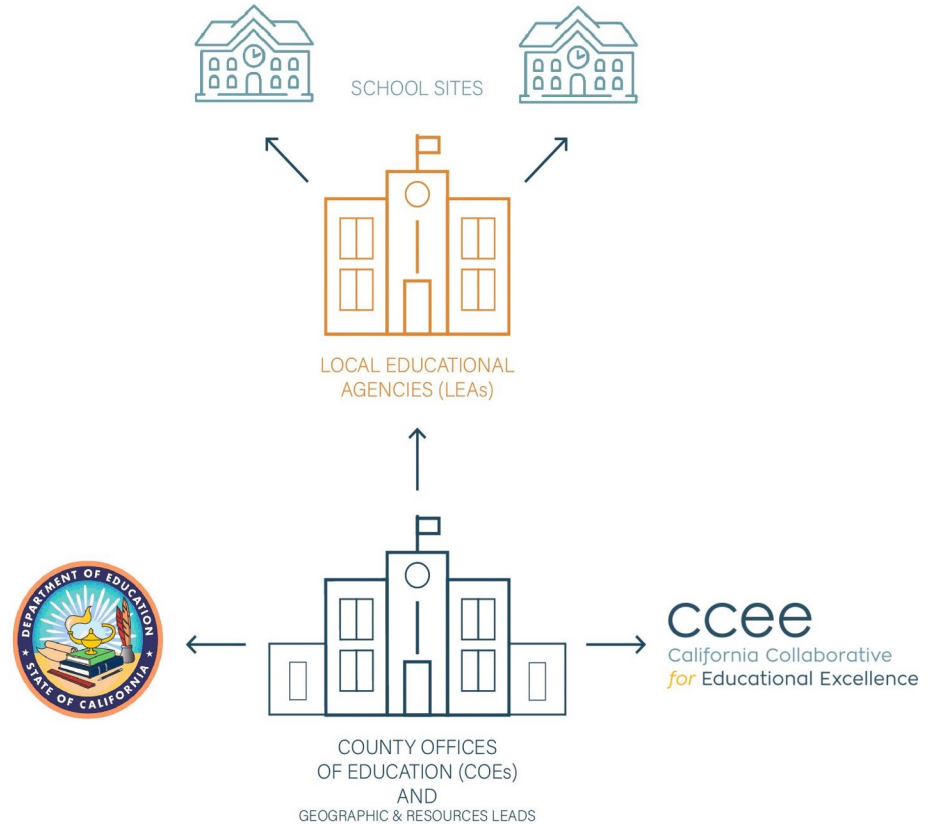 SCHOOL SITES
LOCAL EDUCATIONAL
AGENCIES (LEAs)
DEPARTMENT OF EDUCATION
STATE OF CALIFORNIA
ccee
California Collaborative
for Educational Excellence
COUNTY OFFICES
OF EDUCATION (COEs)
AND
GEOGRAPHIC & RESOURCES LEADS